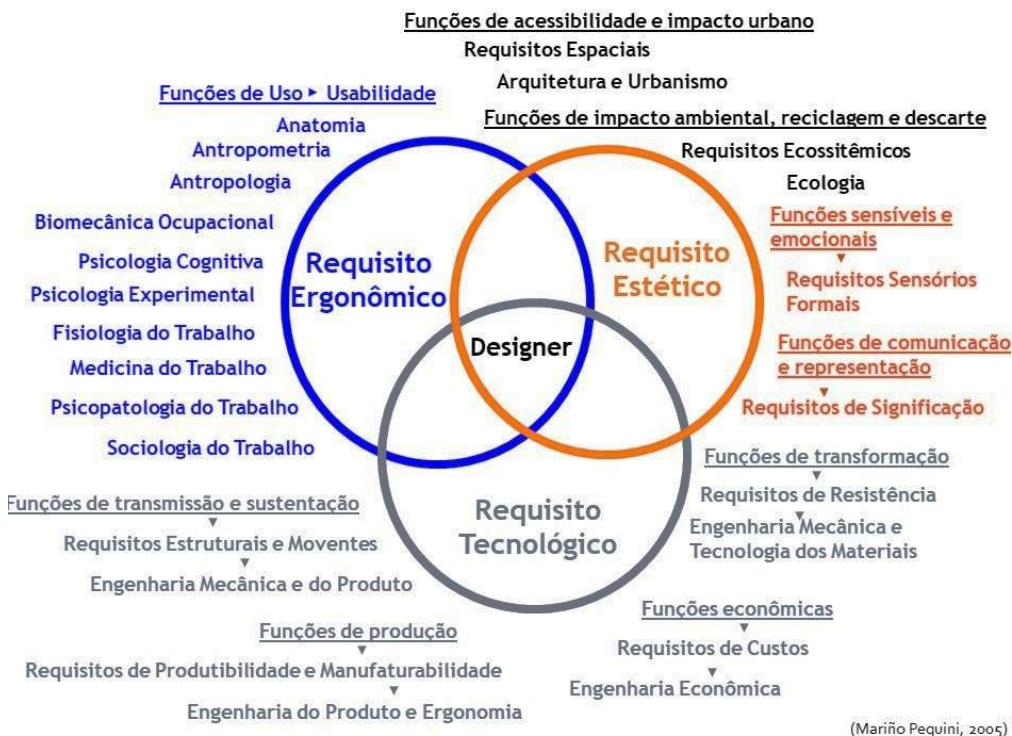 Funções de acessibilidade e impacto urbano
Requisitos Espaciais
Arquitetura e Urbanismo
Funções de Uso ▸ Usabilidade
Anatomia
Antropometria
Antropologia
Biomecânica Ocupacional
Psicologia Cognitiva
Psicologia Experimental
Fisiologia do Trabalho
Medicina do Trabalho
Psicopatologia do Trabalho
Sociologia do Trabalho
Funções de impacto ambiental, reciclagem e descarte
Requisitos Ecossitêmicos
Ecologia
Funções sensíveis e
emocionais
Requisitos Sensórios
Formais
Funções de comunicação
e representação
Requisitos de Significação
Requisito
Ergonômico
Requisito
Estético
Designer
Requisito
Tecnológico
Funções de transformação
Requisitos de Resistência
Engenharia Mecânica e
Tecnologia dos Materiais
Funções de transmissão e sustentação
Requisitos Estruturais e Moventes
Engenharia Mecânica e do Produto
Funções de produção
Requisitos de Produtibilidade e Manufaturabilidade
Engenharia do Produto e Ergonomia
Funções econômicas
Requisitos de Custos
Engenharia Econômica
(Mariño Pequini, 2005)